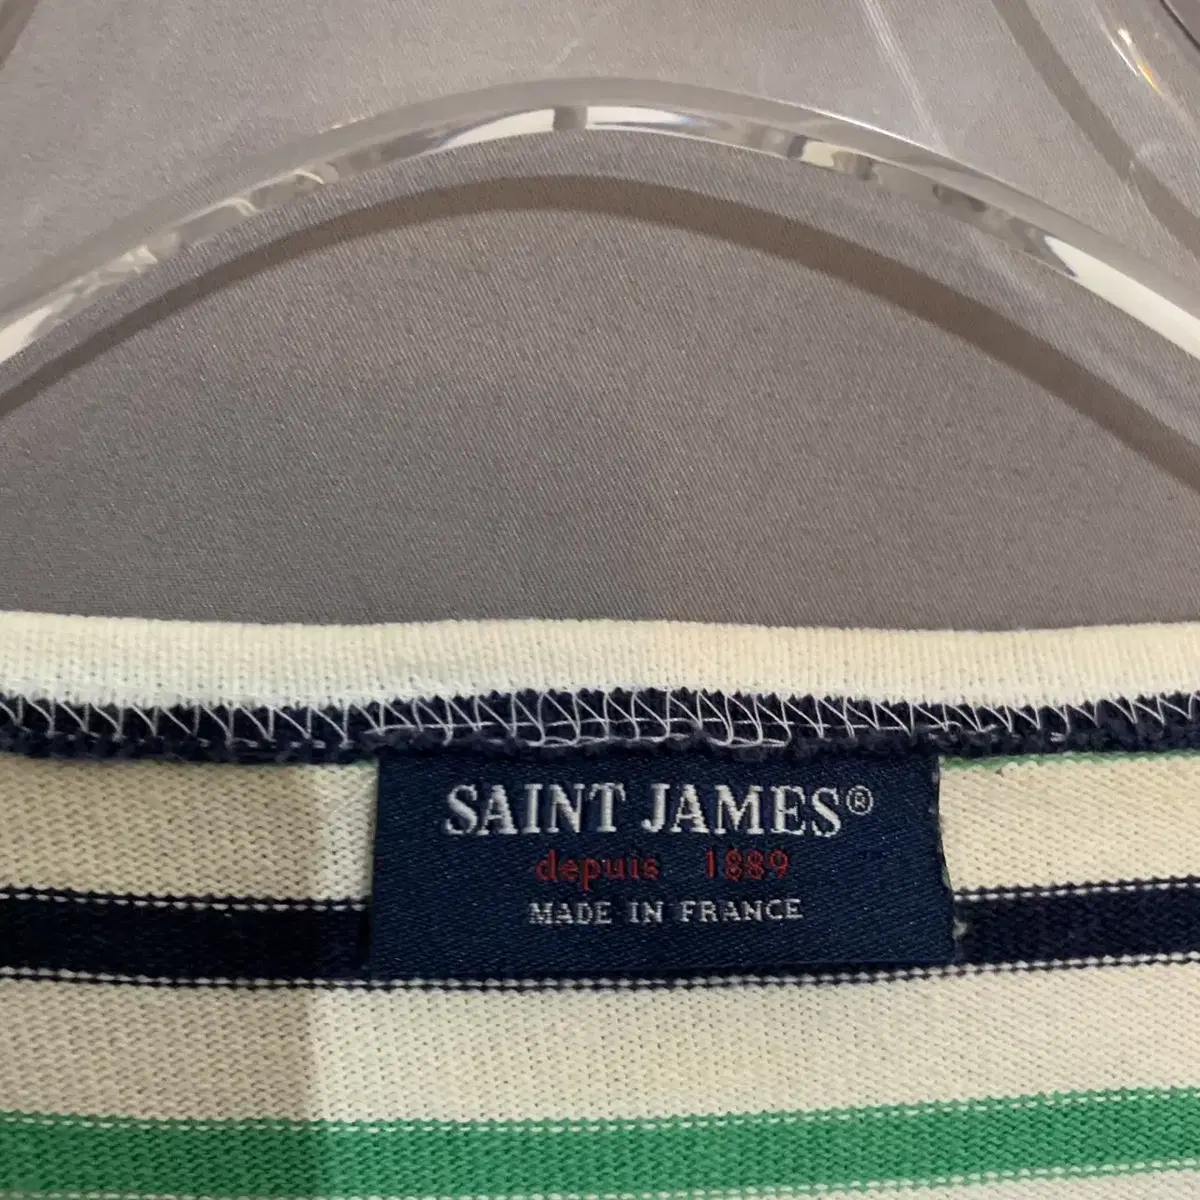 SAINT JAMES®
depuis 1889
MADE IN FRANCE